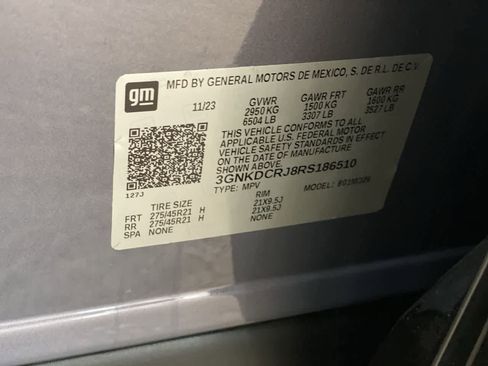 gm
MFD BY GENERAL MOTORS DE MEXICO, S. DE R.L. DE C.V.
11/23 GVWR GAWR FRT GAWR RR
2950 KG 1500 KG 1600 KG
6504 LB 3307 LB 3527 LB
THIS VEHICLE CONFORMS TO ALL
APPLICABLE U.S. FEDERAL MOTOR
VEHICLE SAFETY STANDARDS IN EFFECT
ON THE DATE OF MANUFACTURE
SHOWN ABOVE.
3GNKDCRJ8RS186510
127J TYPE: MPV MODEL:
TIRE SIZE RIM
FRT 275/45R21 H 21X9.5J
RR 275/45R21 H 21X9.5J
SPA NONE NONE